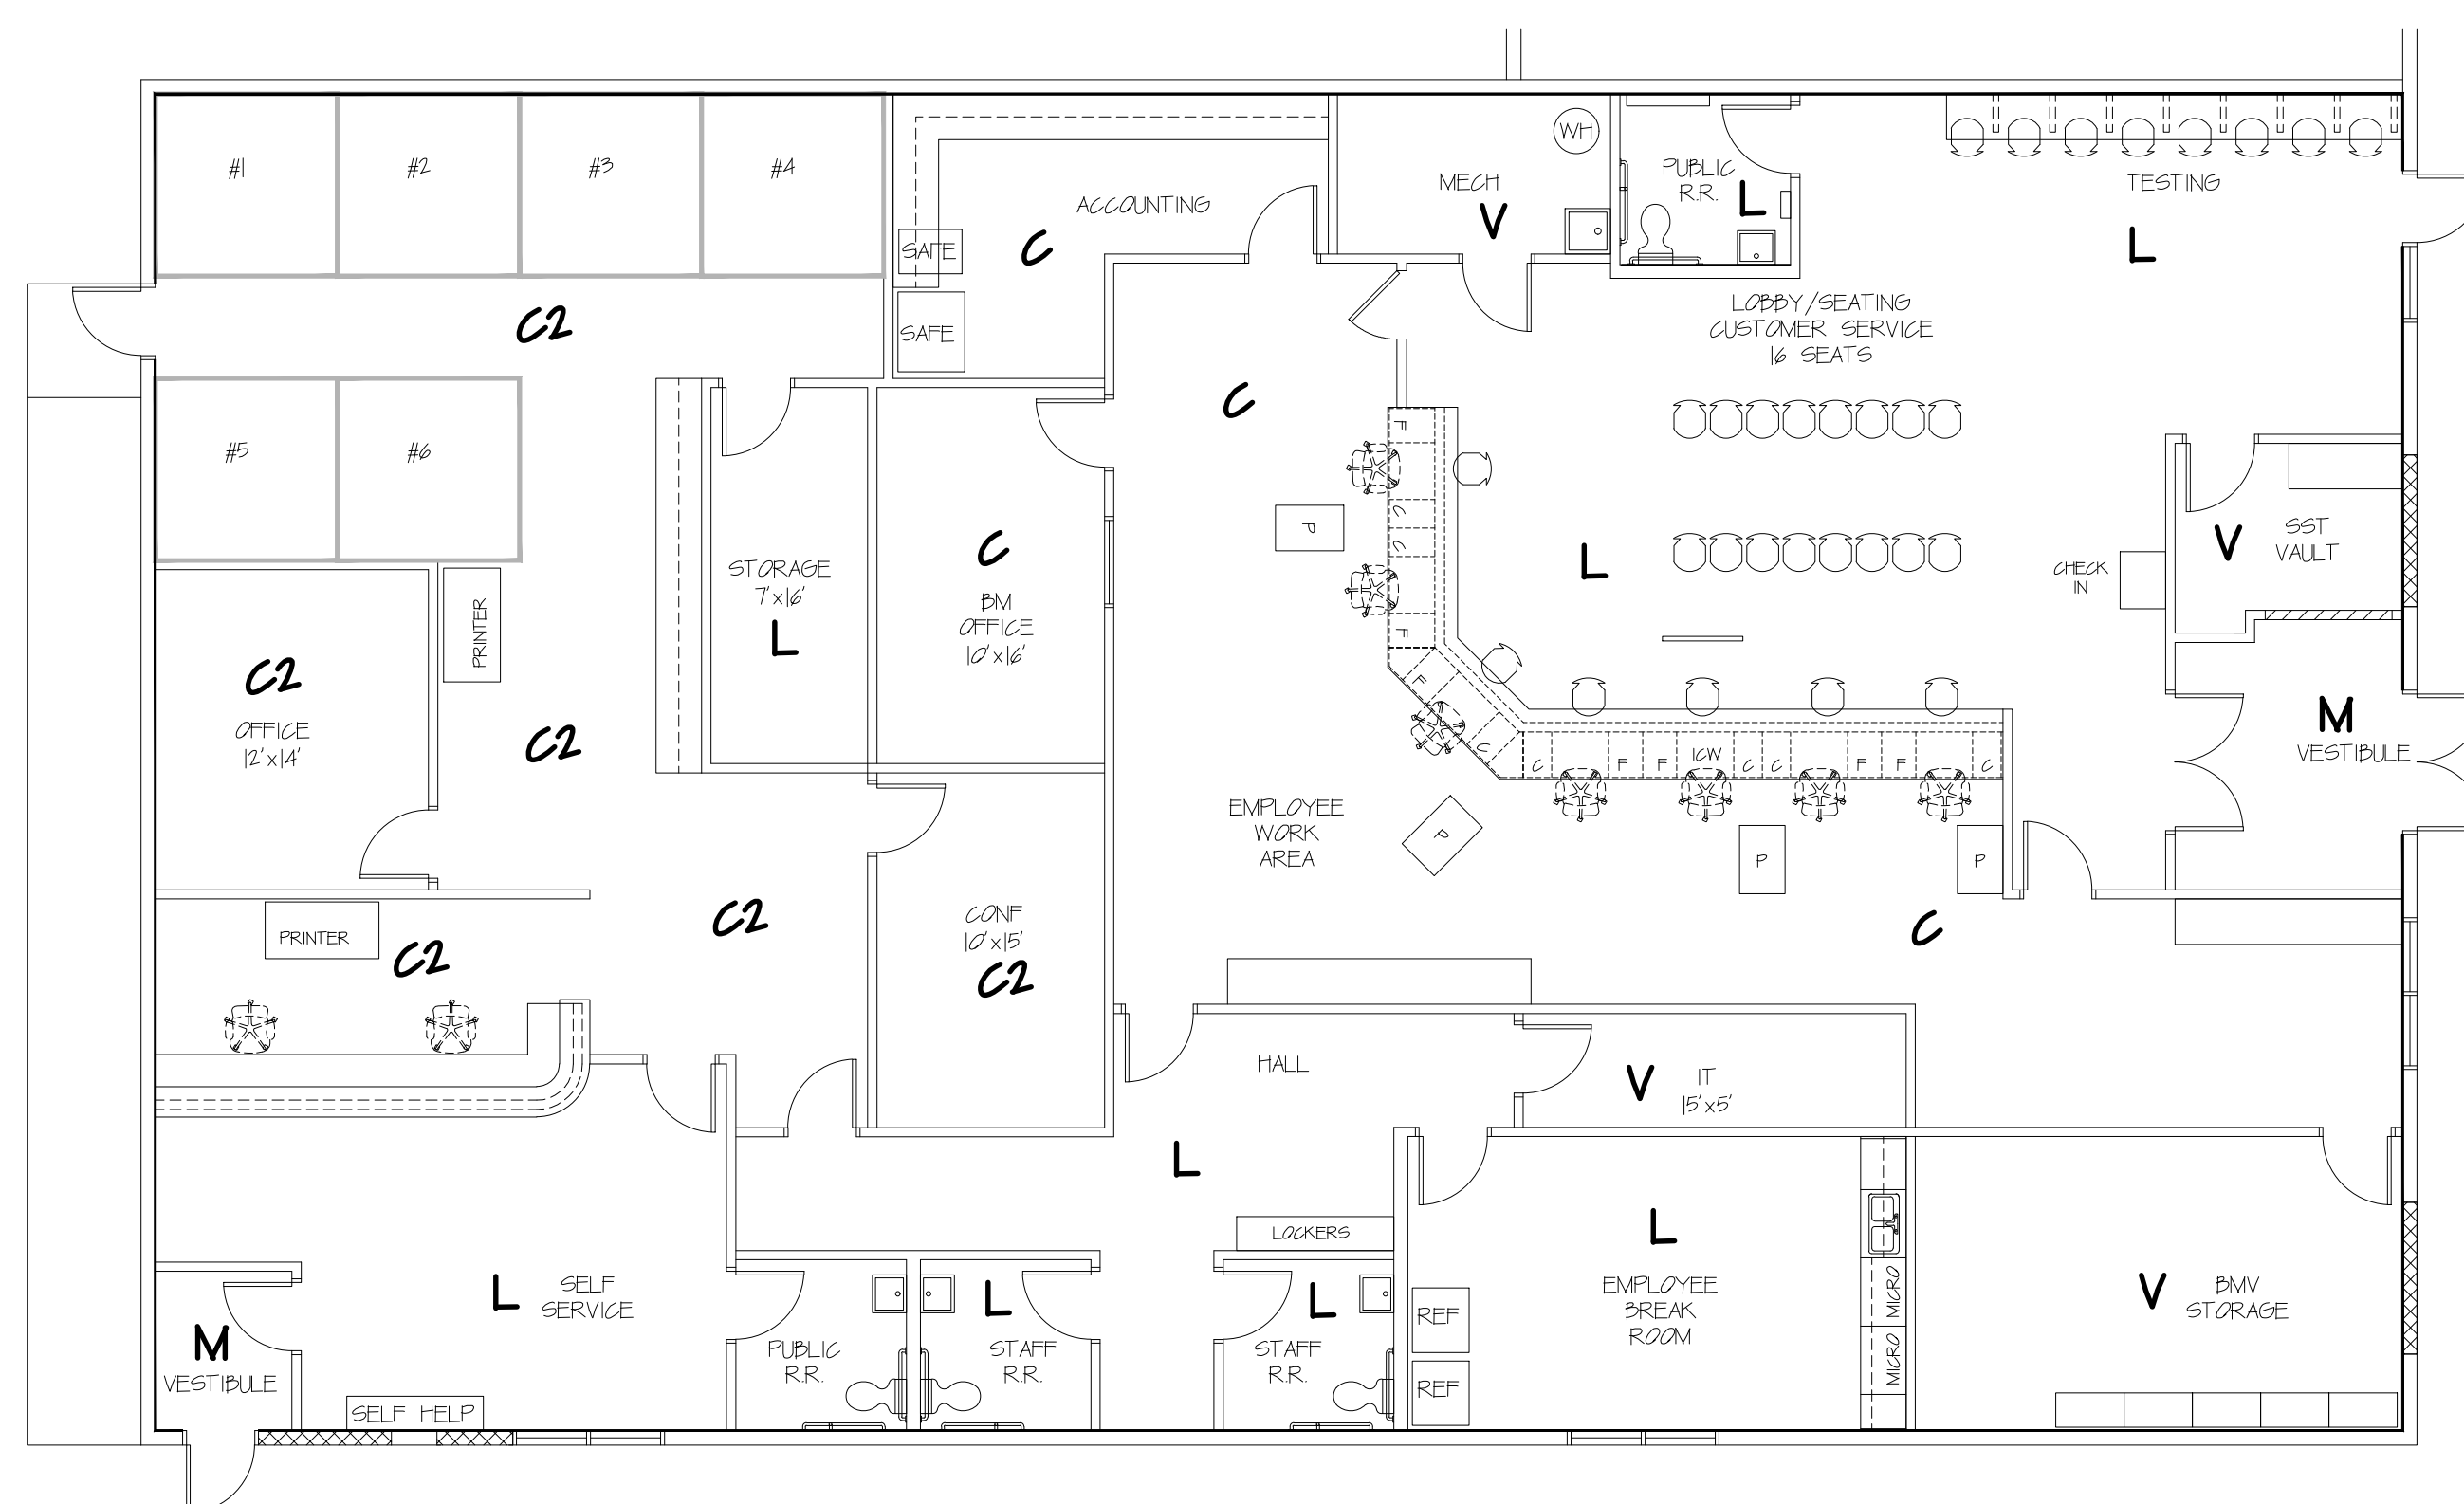 #1
#2
#3
#4
WH
MECH
V
PUBLIC
R.R.
L
TESTING
L
ACCOUNTING
C
SAFE
SAFE
C2
LOBBY/SEATING
CUSTOMER SERVICE
16 SEATS
C
#5
#6
F
C
C
F
F
C
P
L
STORAGE
7'x16'
L
C
BM
OFFICE
10'x16'
V
SST
VAULT
CHECK
IN
PRINTER
C2
OFFICE
12'x14'
C2
M
VESTIBULE
C
F
F
ICW
C
C
F
F
C
EMPLOYEE
WORK
AREA
P
P
P
C
C2
CONF
10'x15'
C2
PRINTER
C2
HALL
V
IT
15'x5'
L
LOCKERS
L
EMPLOYEE
BREAK
ROOM
MICRO
MICRO
V
BMV
STORAGE
L
SELF
SERVICE
M
VESTIBULE
SELF HELP
PUBLIC
R.R.
L
STAFF
R.R.
L
STAFF
R.R.
REF
REF